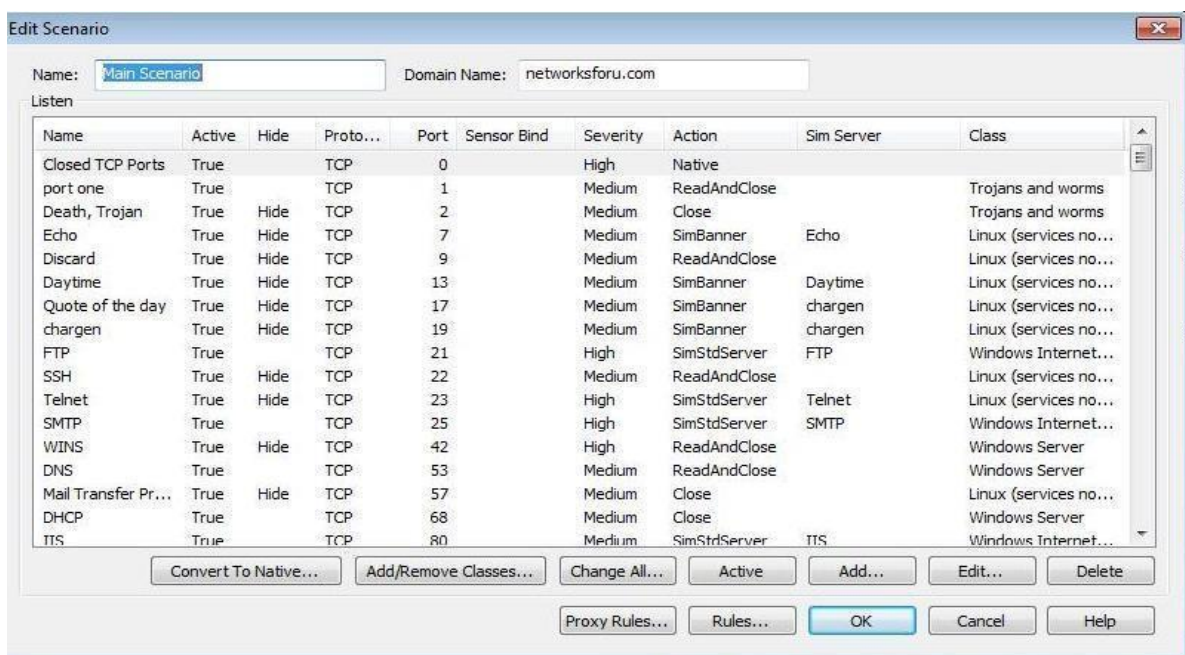 Edit Scenario
Name: Main Scenario Domain Name: networksforu.com
Listen
Name Active Hide Proto... Port Sensor Bind Severity Action Sim Server Class
Closed TCP Ports True TCP 0 High Native
port one True TCP 1 Medium ReadAndClose Trojans and worms
Death, Trojan True Hide TCP 2 Medium Close Trojans and worms
Echo True Hide TCP 7 Medium SimBanner Echo Linux (services no...
Discard True Hide TCP 9 Medium ReadAndClose Linux (services no...
Daytime True Hide TCP 13 Medium SimBanner Daytime Linux (services no...
Quote of the day True Hide TCP 17 Medium SimBanner chargen Linux (services no...
chargen True Hide TCP 19 Medium SimBanner chargen Linux (services no...
FTP True TCP 21 High SimStdServer FTP Windows Internet...
SSH True Hide TCP 22 Medium ReadAndClose Linux (services no...
Telnet True Hide TCP 23 High SimStdServer Telnet Linux (services no...
SMTP True TCP 25 High SimStdServer SMTP Windows Internet...
WINS True Hide TCP 42 High ReadAndClose Windows Server
DNS True TCP 53 Medium ReadAndClose Windows Server
Mail Transfer Pr... True Hide TCP 57 Medium Close Linux (services no...
DHCP True TCP 68 Medium Close Windows Server
IIS True TCP 80 Medium SimStdServer IIS Windows Internet...
Convert To Native... Add/Remove Classes... Change All... Active Add... Edit... Delete
Proxy Rules... Rules... OK Cancel Help